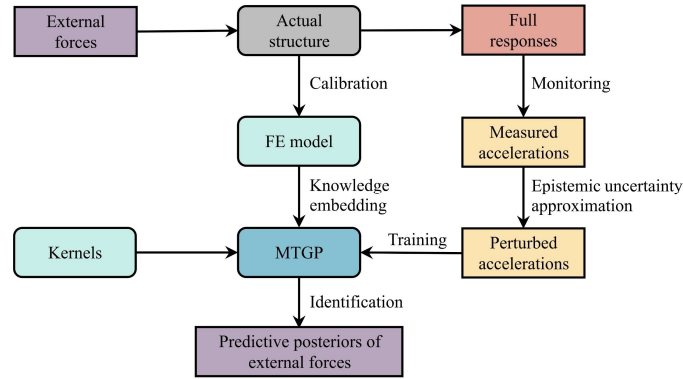 External
forces
Actual
structure
Full
responses
Calibration
Monitoring
FE model
Measured
accelerations
Knowledge
embedding
Epistemic uncertainty
approximation
Kernels
MTGP
Training
Perturbed
accelerations
Identification
Predictive posteriors of
external forces